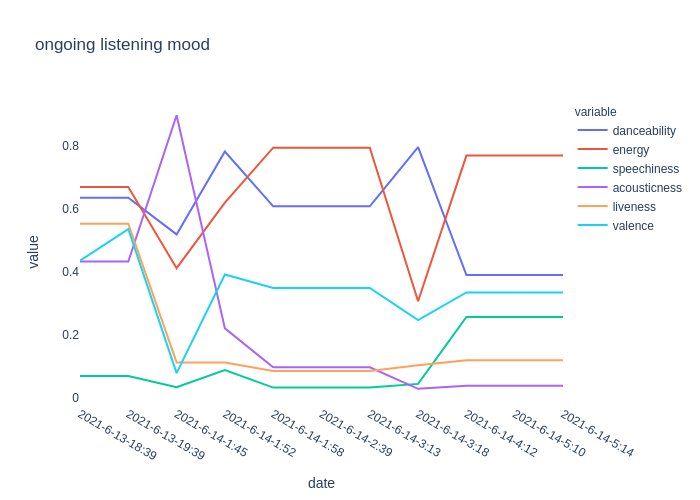 ongoing listening mood
variable
danceability
energy
speechiness
acousticness
liveness
valence
value
0.8
0.6
0.4
0.2
0
2021-6-13-18:39
2021-6-13-19:39
2021-6-14-1:45
2021-6-14-1:52
2021-6-14-1:58
2021-6-14-2:39
2021-6-14-3:13
2021-6-14-3:18
2021-6-14-4:12
2021-6-14-5:10
2021-6-14-5:14
date